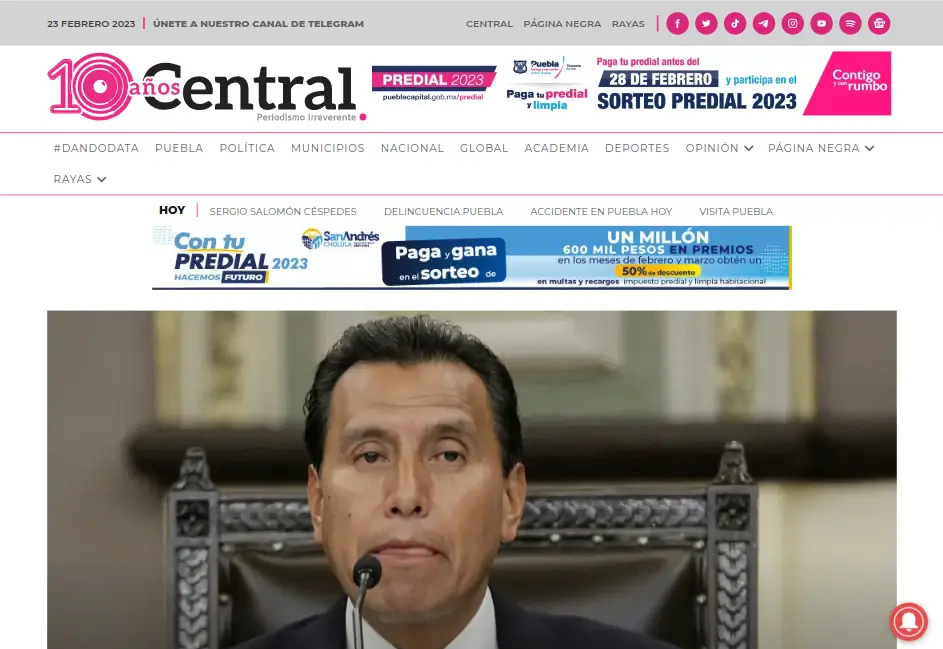 23 FEBRERO 2023 ÚNETE A NUESTRO CANAL DE TELEGRAM CENTRAL PÁGINA NEGRA RAYAS
10 años Central
Periodismo Irreverente
PREDIAL 2023
pueblacapital.gob.mx/predial
Puebla
Paga tu predial
y limpia
Paga tu predial antes del
28 DE FEBRERO y participa en el
SORTEO PREDIAL 2023
Contigo
y con rumbo
#DANDODATA PUEBLA POLÍTICA MUNICIPIOS NACIONAL GLOBAL ACADEMIA DEPORTES OPINIÓN PÁGINA NEGRA
RAYAS
HOY SERGIO SALOMÓN CÉSPEDES DELINCUENCIA PUEBLA ACCIDENTE EN PUEBLA HOY VISITA PUEBLA
Con tu
PREDIAL 2023
HACEMOS FUTURO
SanAndrés
CHOLULA
Paga y gana
en el sorteo de
UN MILLÓN
600 MIL PESOS EN PREMIOS
en los meses de febrero y marzo obtén un
50% de descuento
en multas y recargos impuesto predial y limpia habitacional